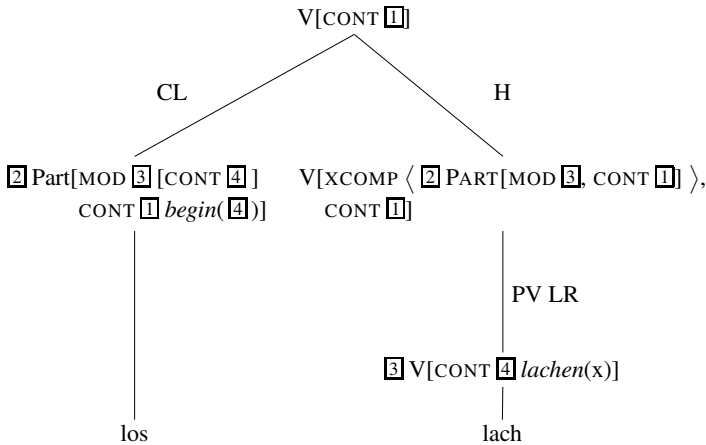 V[CONT 1]
CL H
2 Part[MOD 3 [CONT 4 ] V[XCOMP ⟨ 2 PART[MOD 3, CONT 1] ⟩,
CONT 1 begin( 4 )] CONT 1]
PV LR
3 V[CONT 4 lachen(x)]
los lach